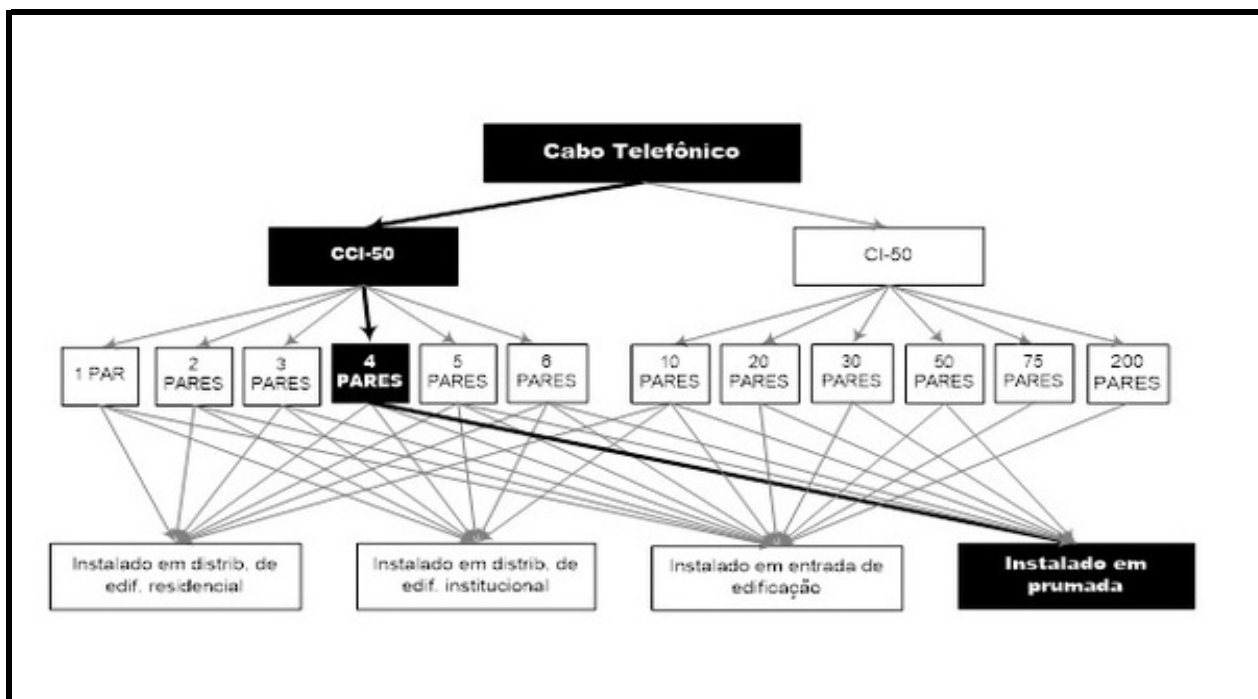 Cabo Telefônico
CCI-50
CI-50
1 PAR
2
PARES
3
PARES
4
PARES
5
PARES
6
PARES
10
PARES
20
PARES
30
PARES
50
PARES
75
PARES
200
PARES
Instalado em distrib. de
edif. residencial
Instalado em distrib. de
edif. institucional
Instalado em entrada de
edificação
Instalado em
prumada